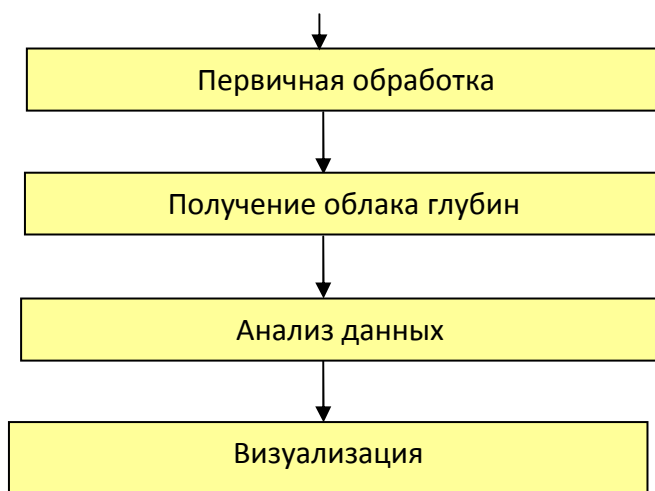 Первичная обработка
Получение облака глубин
Анализ данных
Визуализация